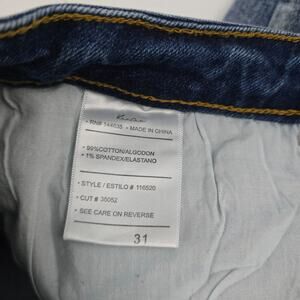 • RN# 144635 • MADE IN CHINA
• 99%COTTON/ALGODON
• 1% SPANDEX/ELASTANO
• STYLE / ESTILO # 116520
• CUT # 35052
• SEE CARE ON REVERSE
31